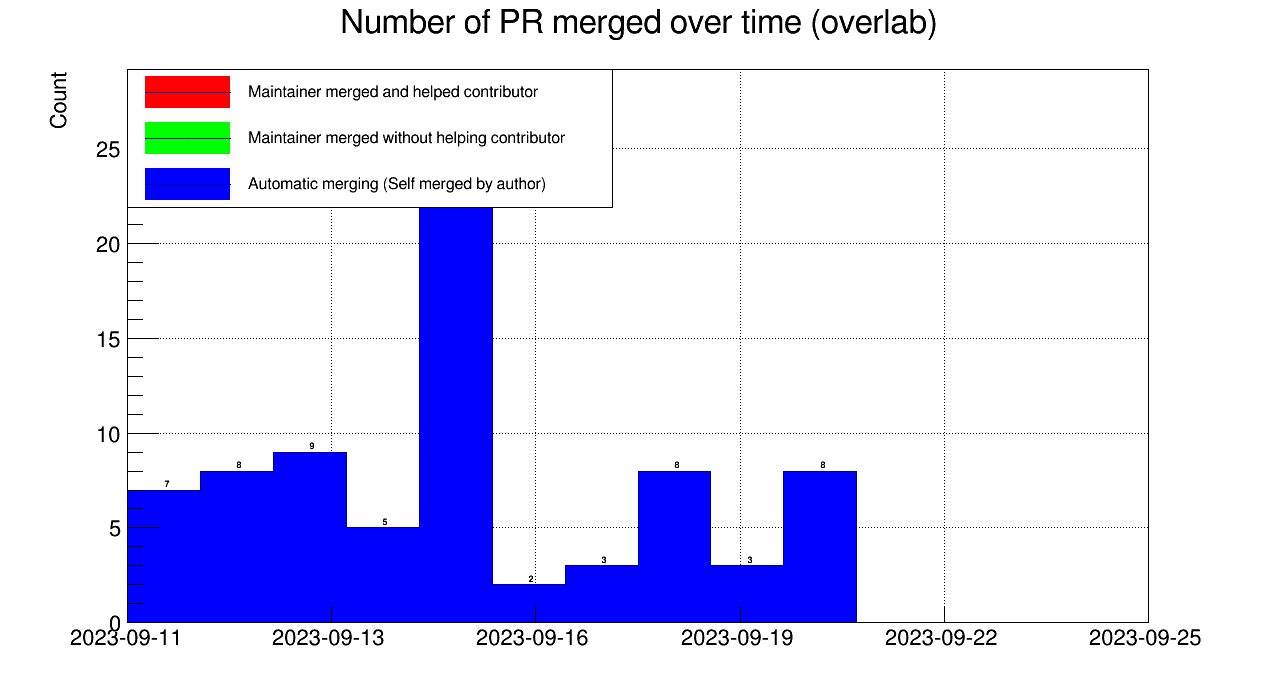 Number of PR merged over time (overlab)
Count
Maintainer merged and helped contributor
Maintainer merged without helping contributor
Automatic merging (Self merged by author)
25
20
15
10
5
0
7
8
9
5
2
3
8
3
8
2023-09-11 2023-09-13 2023-09-16 2023-09-19 2023-09-22 2023-09-25